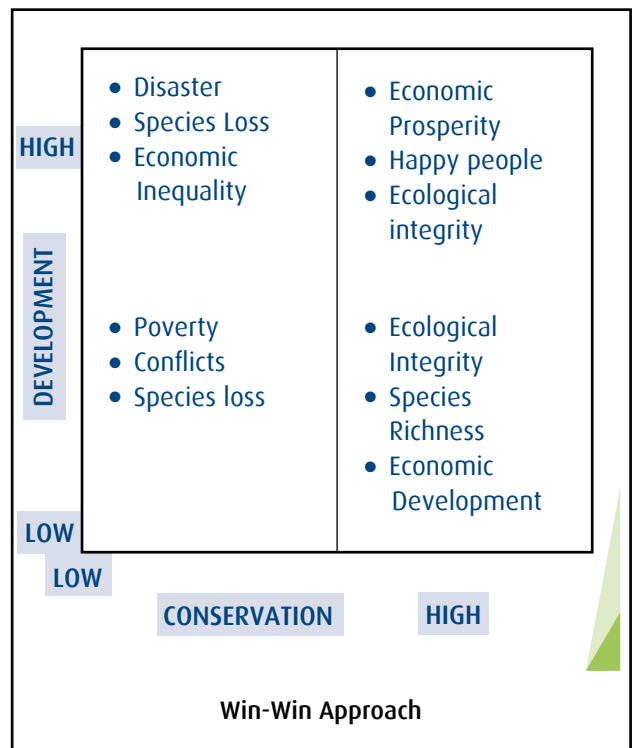 HIGH
DEVELOPMENT
LOW
• Disaster
• Species Loss
• Economic
Inequality
• Economic
Prosperity
• Happy people
• Ecological
integrity
• Poverty
• Conflicts
• Species loss
• Ecological
Integrity
• Species
Richness
• Economic
Development
LOW
CONSERVATION
HIGH
Win-Win Approach